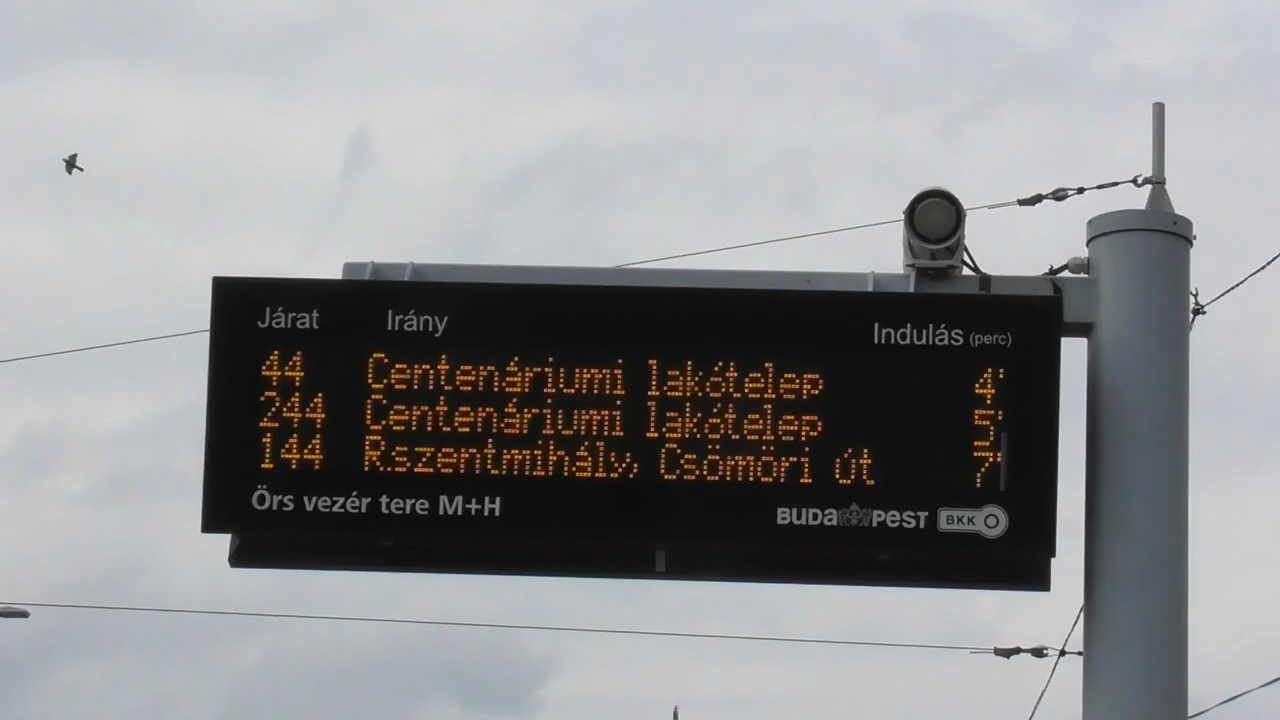 Járat Irány Indulás (perc)
44 Centenáriumi lakótelep 4'
244 Centenáriumi lakótelep 5'
144 R.szentmihály, Csömöri út 7'
Örs vezér tere M+H BUDAPEST BKK